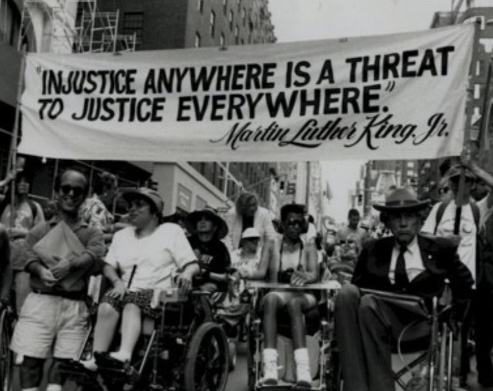 "INJUSTICE ANYWHERE IS A THREAT
TO JUSTICE EVERYWHERE."
Martin Luther King, Jr.